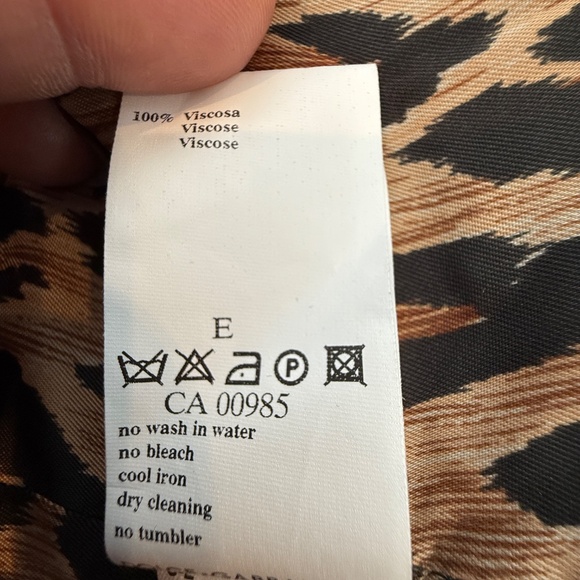 100% Viscosa
Viscose
Viscose
E
P
CA 00985
no wash in water
no bleach
cool iron
dry cleaning
no tumbler